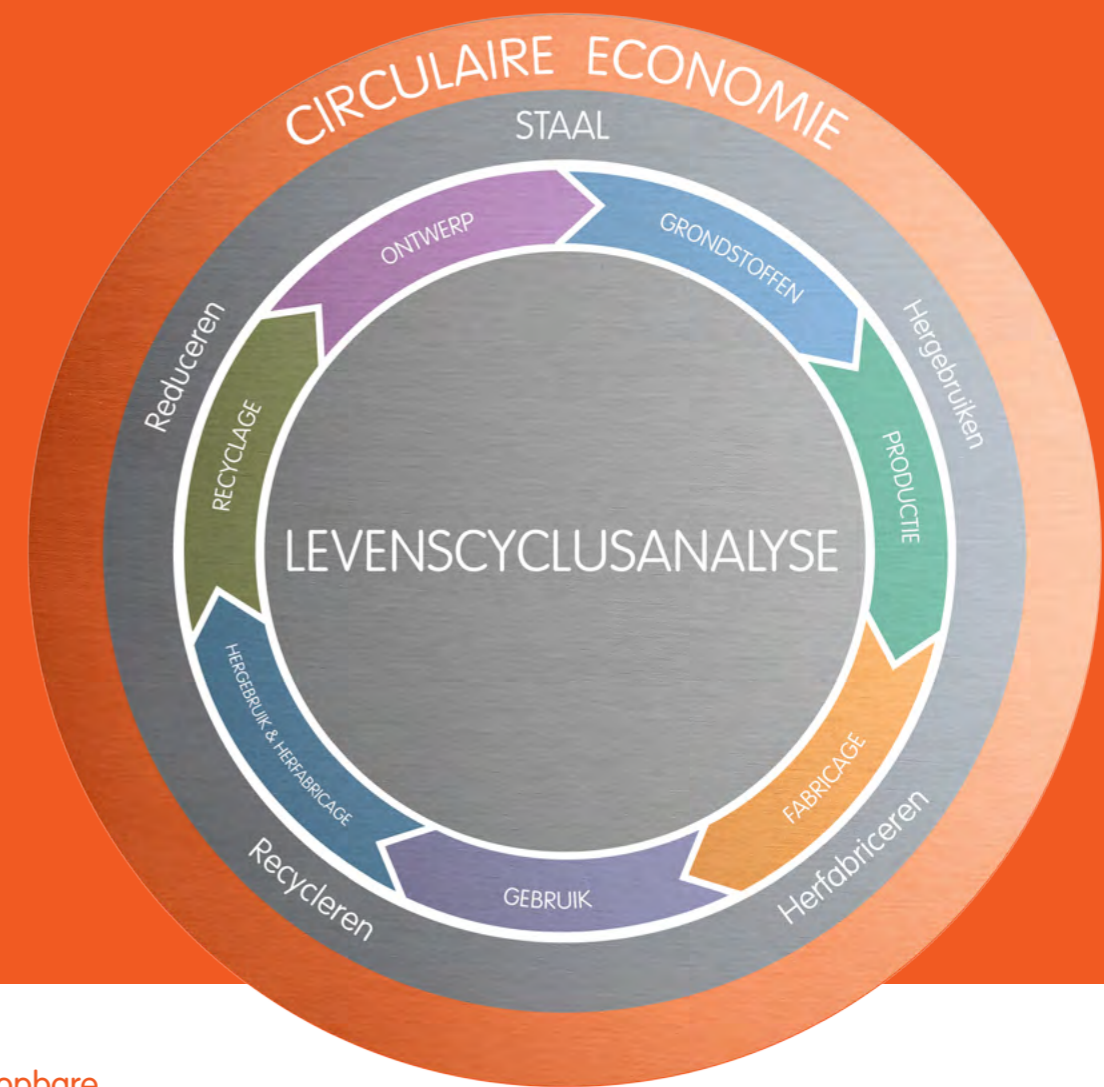 CIRCULAIRE ECONOMIE
STAAL
ONTWERP
GRONDSTOFFEN
Reduceren
Hergebruiken
RECYCLAGE
PRODUCTIE
LEVENSCYCLUSANALYSE
HERGEBRUIK & HERFABRICAGE
FABRICAGE
Recycleren
GEBRUIK
Herfabriceren